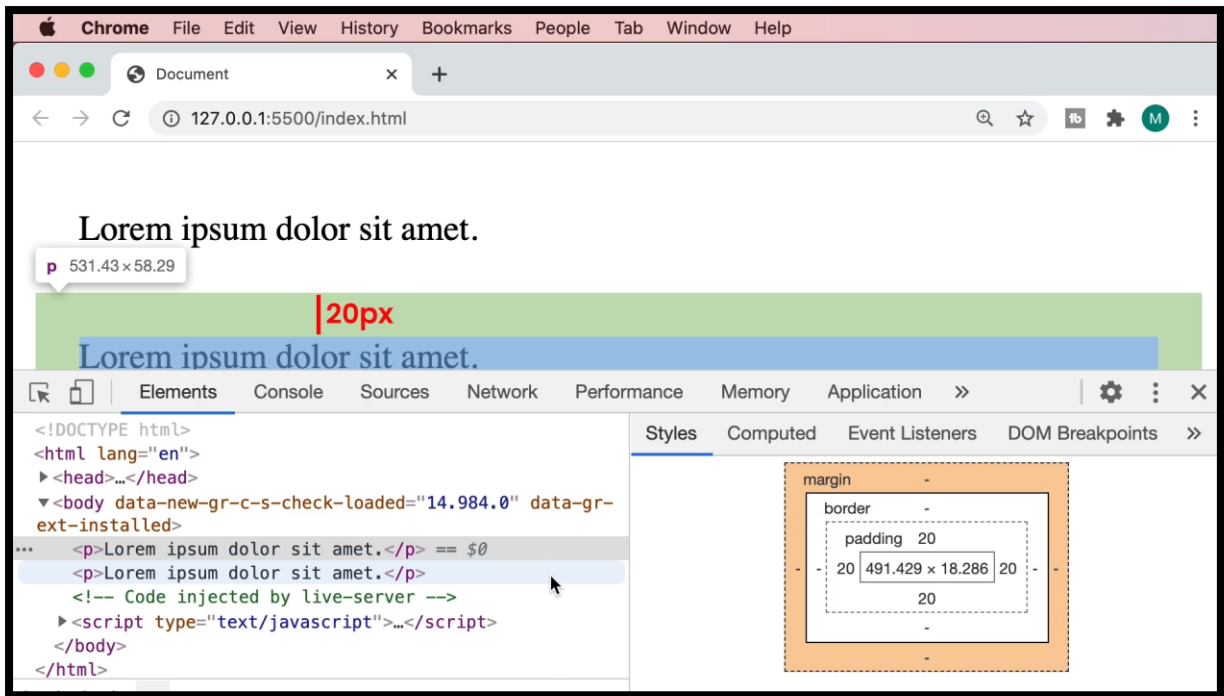 Chrome File Edit View History Bookmarks People Tab Window Help
Document
127.0.0.1:5500/index.html
M
Lorem ipsum dolor sit amet.
p 531.43×58.29
20px
Lorem ipsum dolor sit amet.
Elements Console Sources Network Performance Memory Application »
<!DOCTYPE html>
<html lang="en">
<head>…</head>
<body data-new-gr-c-s-check-loaded="14.984.0" data-gr-
ext-installed>
<p>Lorem ipsum dolor sit amet.</p> == $0
<p>Lorem ipsum dolor sit amet.</p>
<!-- Code injected by live-server -->
<script type="text/javascript">…</script>
</body>
</html>
Styles Computed Event Listeners DOM Breakpoints »
margin -
border -
padding 20
- - 20 491.429 × 18.286 20 - -
20
-
-